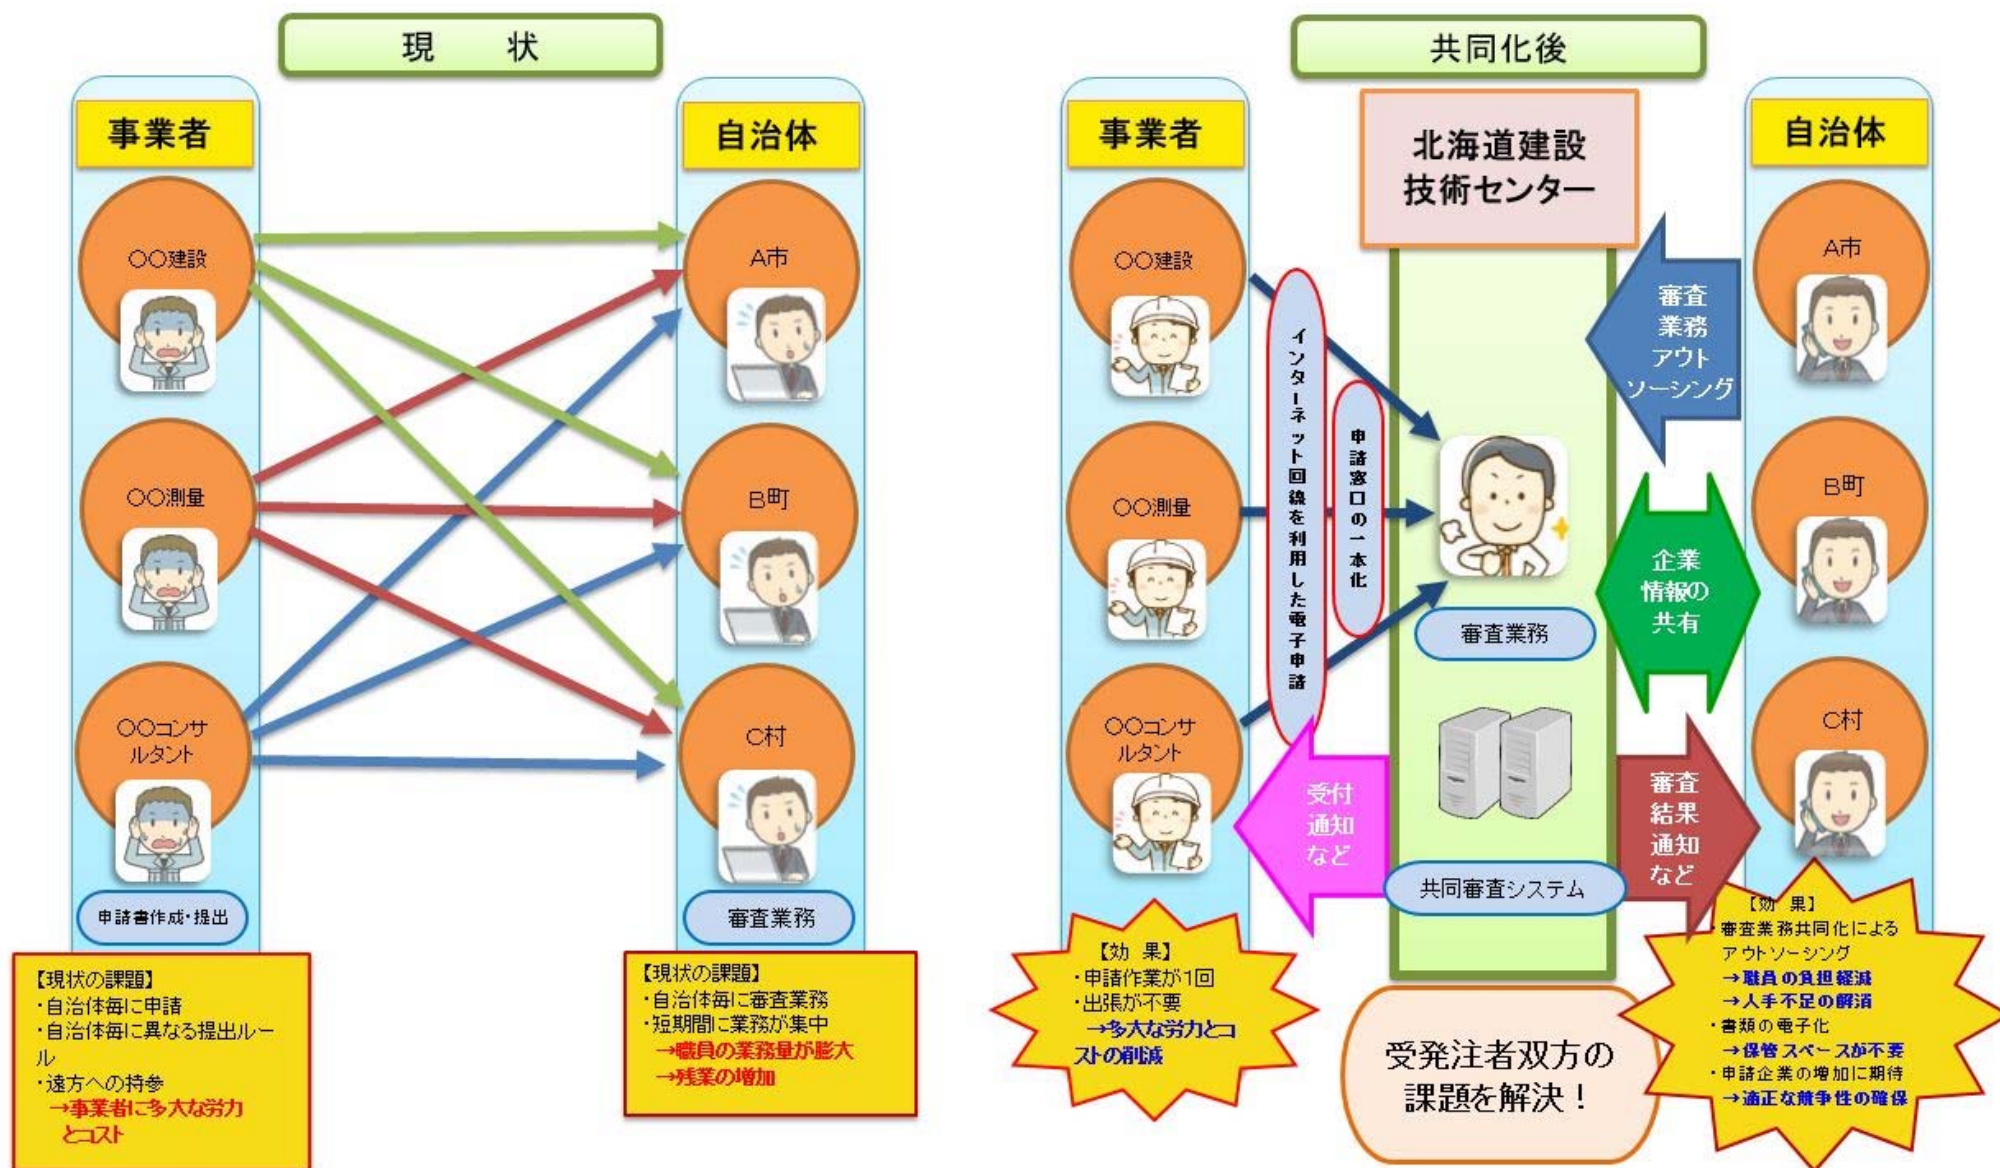 現 状
事業者
自治体
〇〇建設
A市
〇〇測量
B町
〇〇コンサ
ルタント
C村
申請書作成・提出
審査業務
【現状の課題】
・自治体毎に申請
・自治体毎に異なる提出ルー
ル
・遠方への持参
→事業者に多大な労力
とコスト
【現状の課題】
・自治体毎に審査業務
・短期間に業務が集中
→職員の業務量が膨大
→残業の増加
共同化後
事業者
北海道建設
技術センター
自治体
〇〇建設
A市
審査
業務
アウト
ソーシング
インターネット回線を利用した電子申請
申請窓口の一本化
〇〇測量
B町
企業
情報の
共有
審査業務
〇〇コンサ
ルタント
C村
受付
通知
など
審査
結果
通知
など
共同審査システム
【効 果】
・申請作業が1回
・出張が不要
→多大な労力とコ
ストの削減
受発注者双方の
課題を解決！
【効 果】
・審査業務共同化による
アウトソーシング
→職員の負担軽減
→人手不足の解消
・書類の電子化
→保管スペースが不要
・申請企業の増加に期待
→適正な競争性の確保